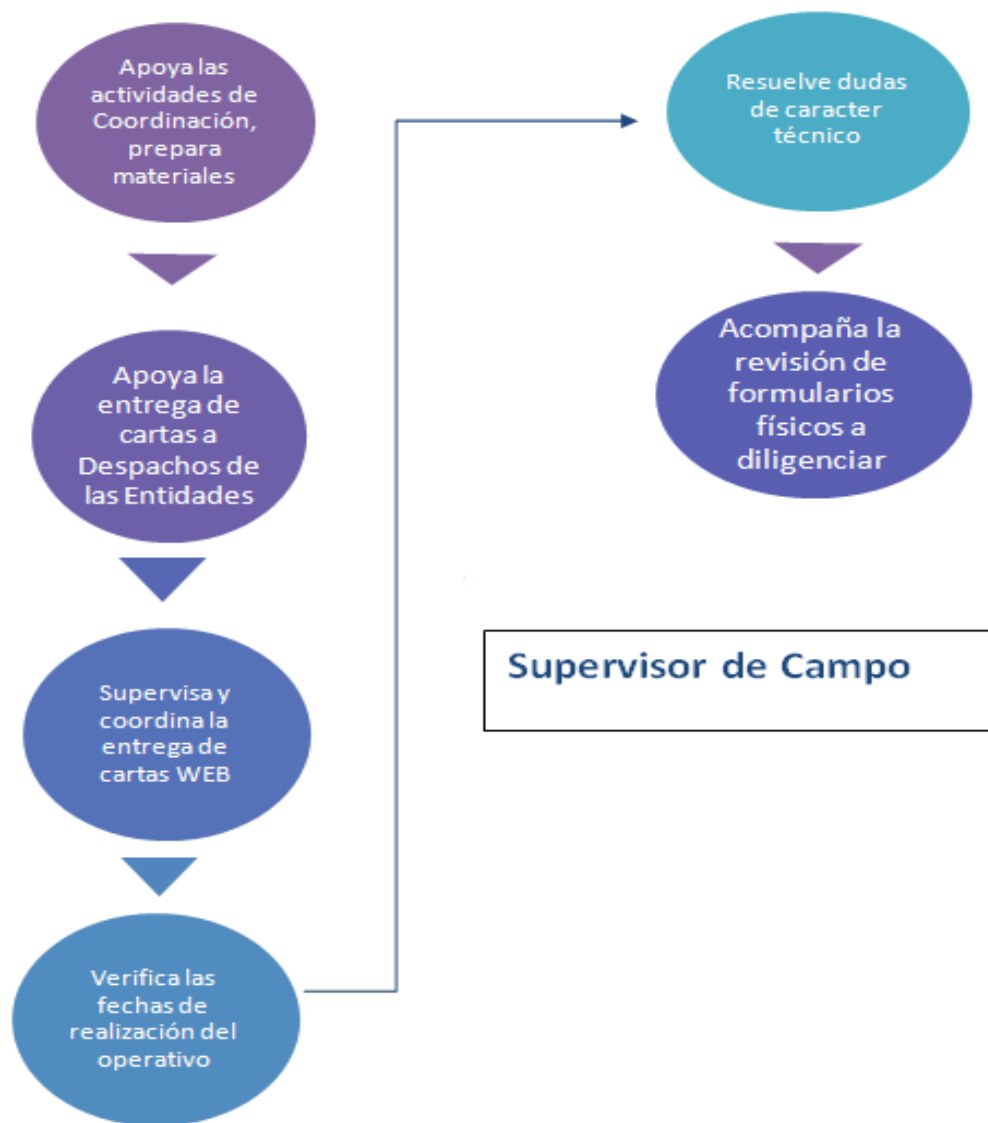 Apoya las
actividades de
Coordinación,
prepara
materiales
Apoya la
entrega de
cartas a
Despachos de
las Entidades
Supervisa y
coordina la
entrega de
cartas WEB
Verifica las
fechas de
realización del
operativo
Resuelve dudas
de caracter
técnico
Acompaña la
revisión de
formularios
físicos a
diligenciar
Supervisor de Campo